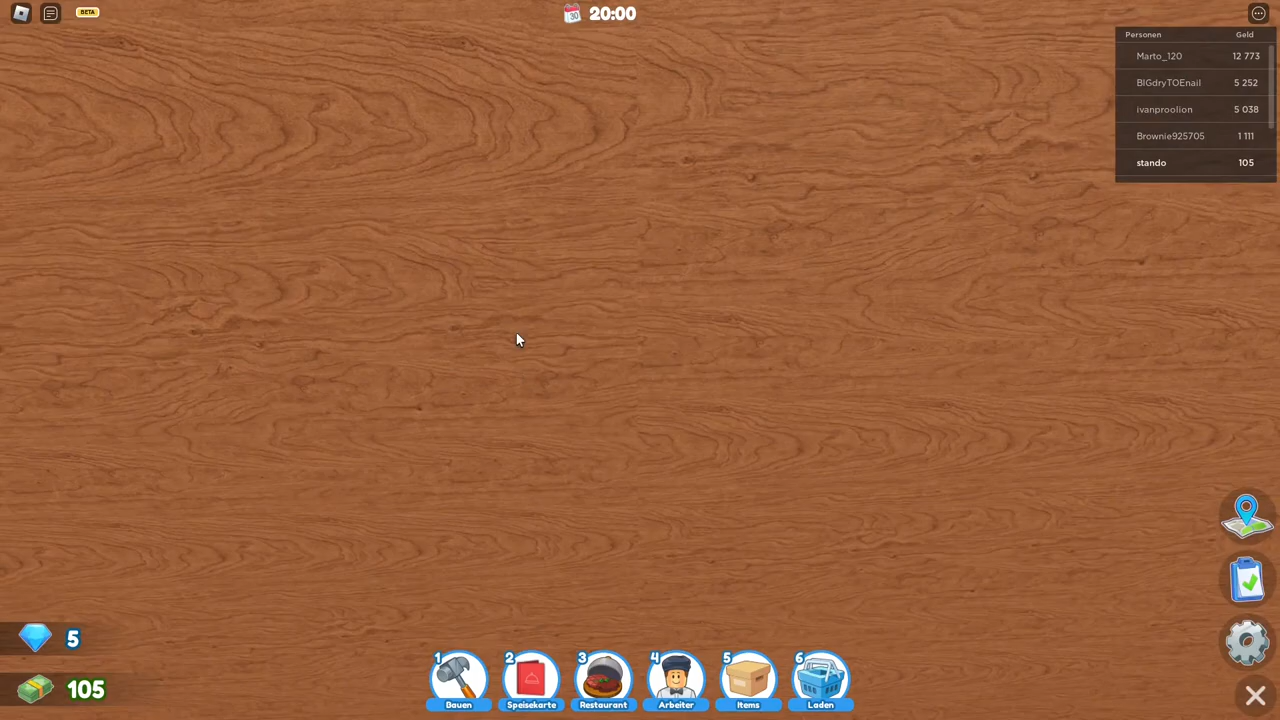 BETA
30
20:00
Personen Geld
Marto_120 12 773
BIGdryTOEnail 5 252
ivanproolion 5 038
Brownie925705 1 111
stando 105
5
105
1 2 3 4 5 6
Bauen Speisekarte Restaurant Arbeiter Items Laden